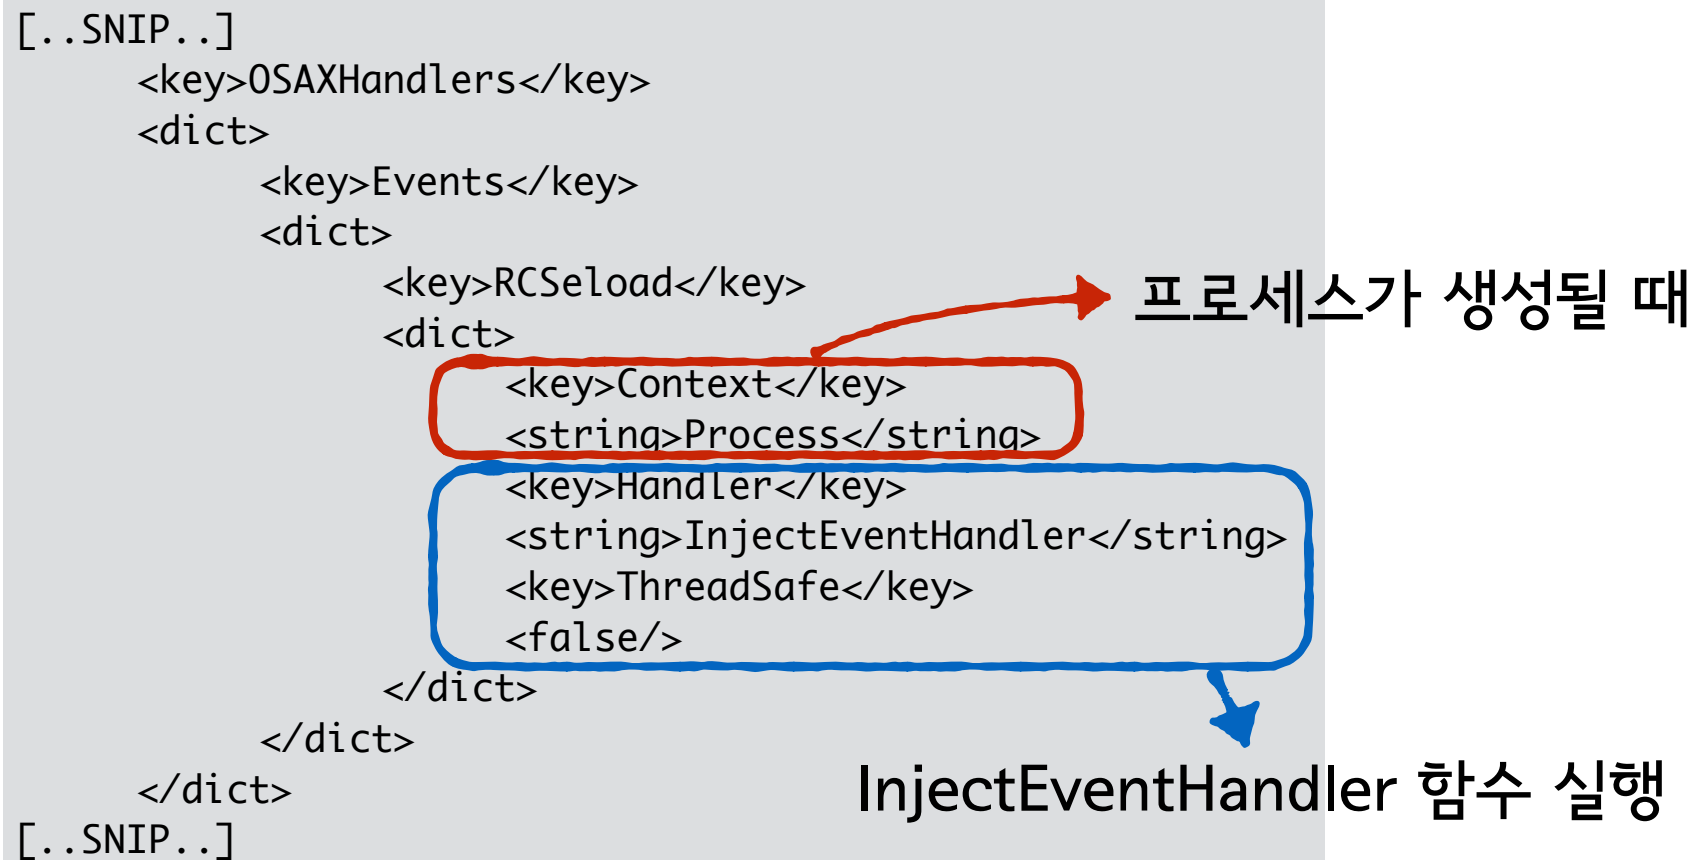 [..SNIP..]
<key>OSAXHandlers</key>
<dict>
<key>Events</key>
<dict>
<key>RCSeload</key>
<dict>
프로세스가 생성될 때
<key>Context</key>
<string>Process</string>
<key>Handler</key>
<string>InjectEventHandler</string>
<key>ThreadSafe</key>
<false/>
</dict>
</dict>
</dict>
InjectEventHandler 함수 실행
[..SNIP..]